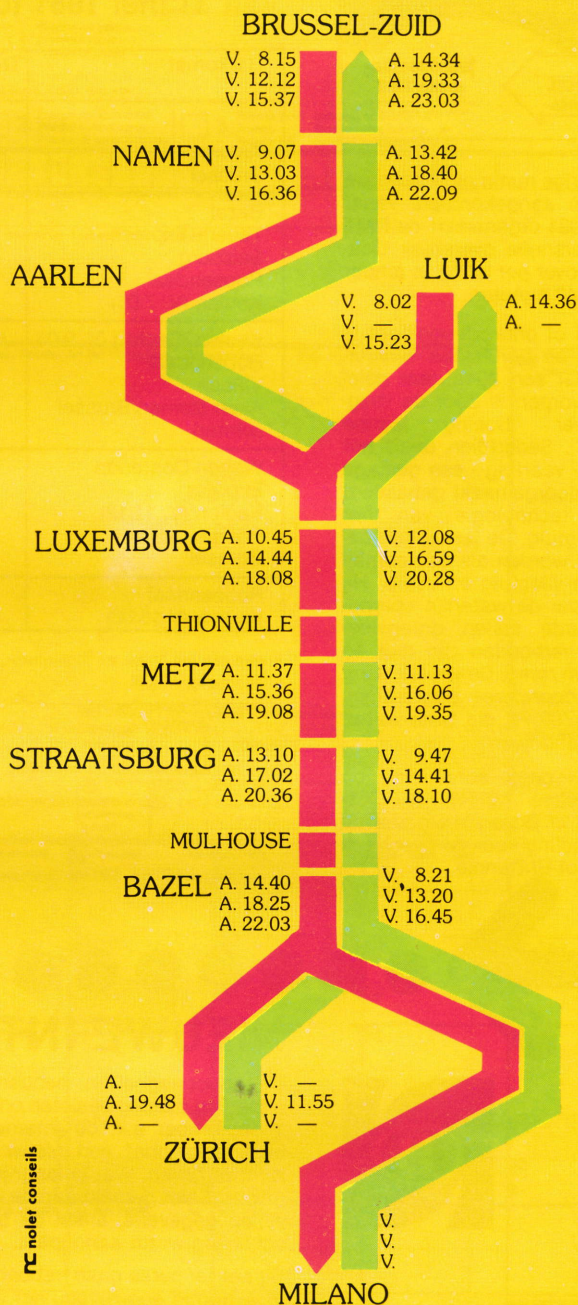 BRUSSEL-ZUID
V. 8.15
V. 12.12
V. 15.37
A. 14.34
A. 19.33
A. 23.03
NAMEN
V. 9.07
V. 13.03
V. 16.36
A. 13.42
A. 18.40
A. 22.09
AARLEN
LUIK
V. 8.02
V. —
V. 15.23
A. 14.36
A. —
LUXEMBURG
A. 10.45
A. 14.44
A. 18.08
V. 12.08
V. 16.59
V. 20.28
THIONVILLE
METZ
A. 11.37
A. 15.36
A. 19.08
V. 11.13
V. 16.06
V. 19.35
STRAATSBURG
A. 13.10
A. 17.02
A. 20.36
V. 9.47
V. 14.41
V. 18.10
MULHOUSE
BAZEL
A. 14.40
A. 18.25
A. 22.03
V. 8.21
V. 13.20
V. 16.45
A. —
A. 19.48
A. —
V. —
V. 11.55
V. —
ZÜRICH
V.
V.
V.
MILANO
nc nolet conseils